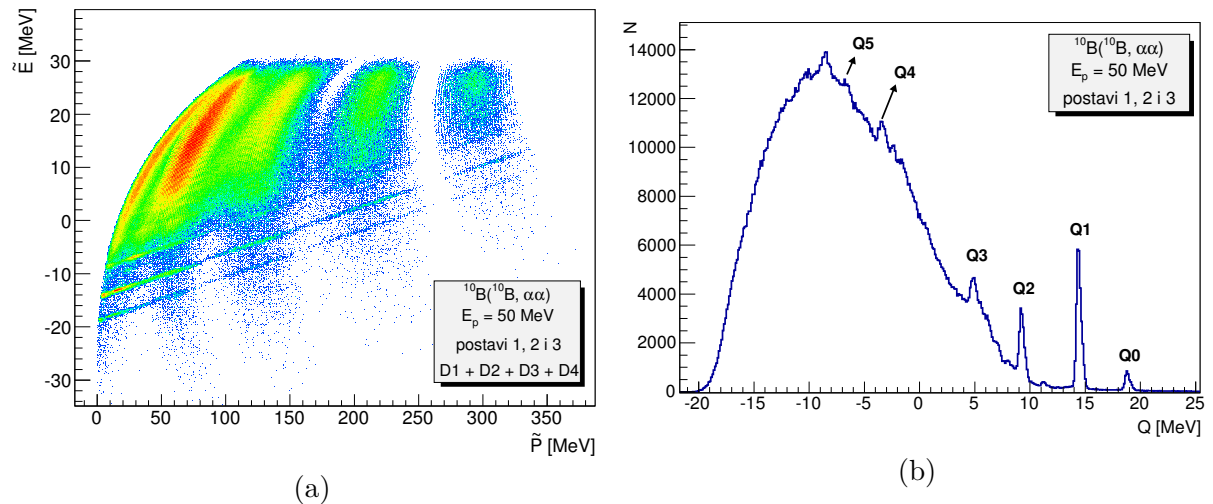 Ẽ [MeV]
30
20
10
0
-10
-20
-30
0 50 100 150 200 250 300 350
P̃ [MeV]
¹⁰B(¹⁰B, αα)
Eₚ = 50 MeV
postavi 1, 2 i 3
D1 + D2 + D3 + D4
(a)
N
14000
12000
10000
8000
6000
4000
2000
0
-20 -15 -10 -5 0 5 10 15 20 25
Q [MeV]
Q5
Q4
Q3
Q2
Q1
Q0
¹⁰B(¹⁰B, αα)
Eₚ = 50 MeV
postavi 1, 2 i 3
(b)